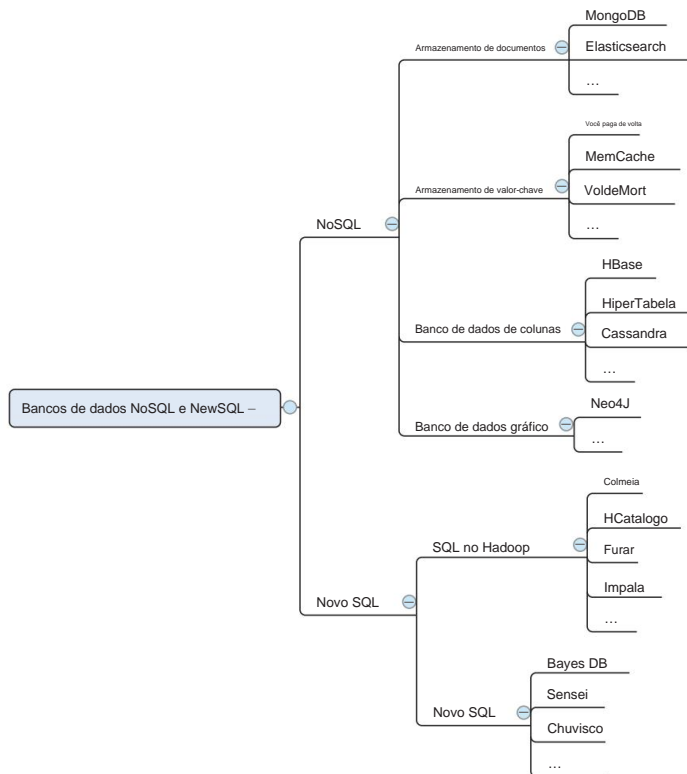 MongoDB
Armazenamento de documentos
Elasticsearch
…
Você paga de volta
MemCache
Armazenamento de valor-chave
VoldeMort
…
NoSQL
HBase
HiperTabela
Banco de dados de colunas
Cassandra
…
Bancos de dados NoSQL e NewSQL –
Neo4J
Banco de dados gráfico
…
Colmeia
HCatalogo
SQL no Hadoop
Furar
Impala
…
Novo SQL
Bayes DB
Sensei
Novo SQL
Chuvisco
…